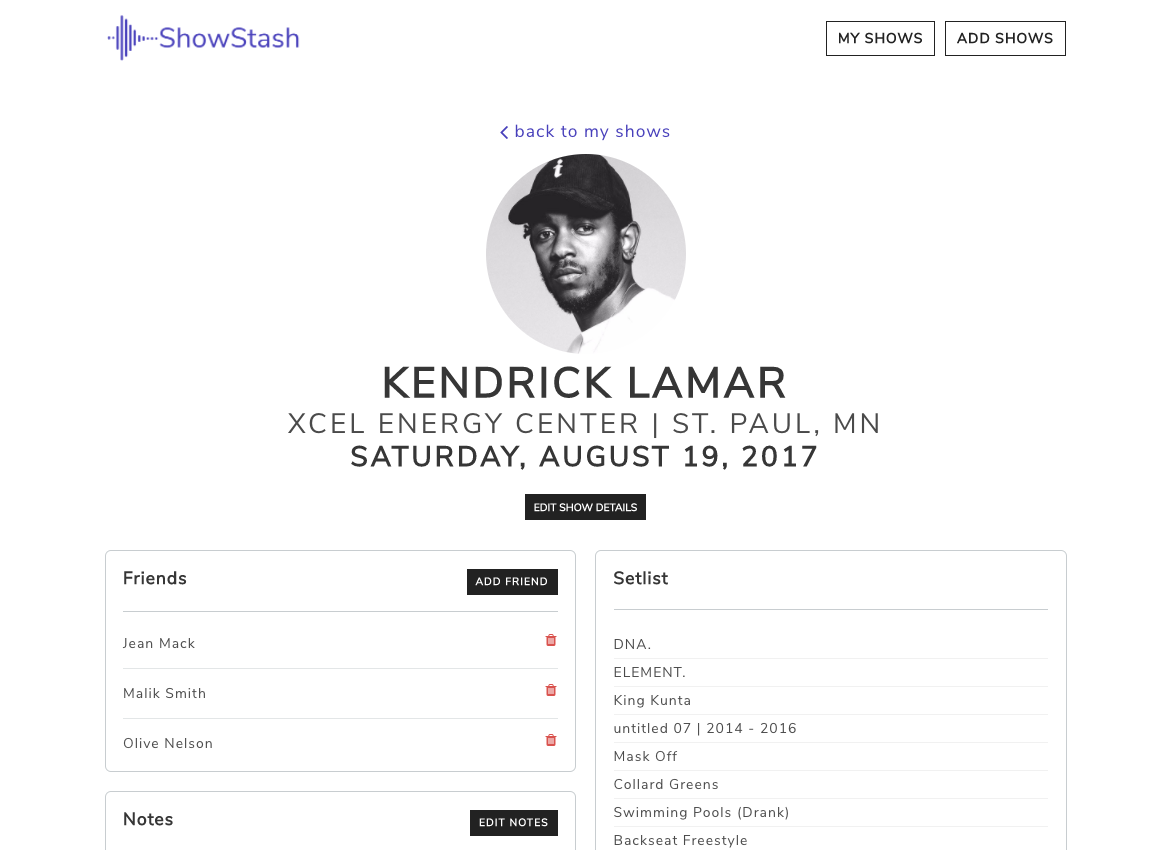 ShowStash
MY SHOWS
ADD SHOWS
back to my shows
i
KENDRICK LAMAR
XCEL ENERGY CENTER | ST. PAUL, MN
SATURDAY, AUGUST 19, 2017
EDIT SHOW DETAILS
Friends
ADD FRIEND
Jean Mack
Malik Smith
Olive Nelson
Notes
EDIT NOTES
Setlist
DNA.
ELEMENT.
King Kunta
untitled 07 | 2014 - 2016
Mask Off
Collard Greens
Swimming Pools (Drank)
Backseat Freestyle